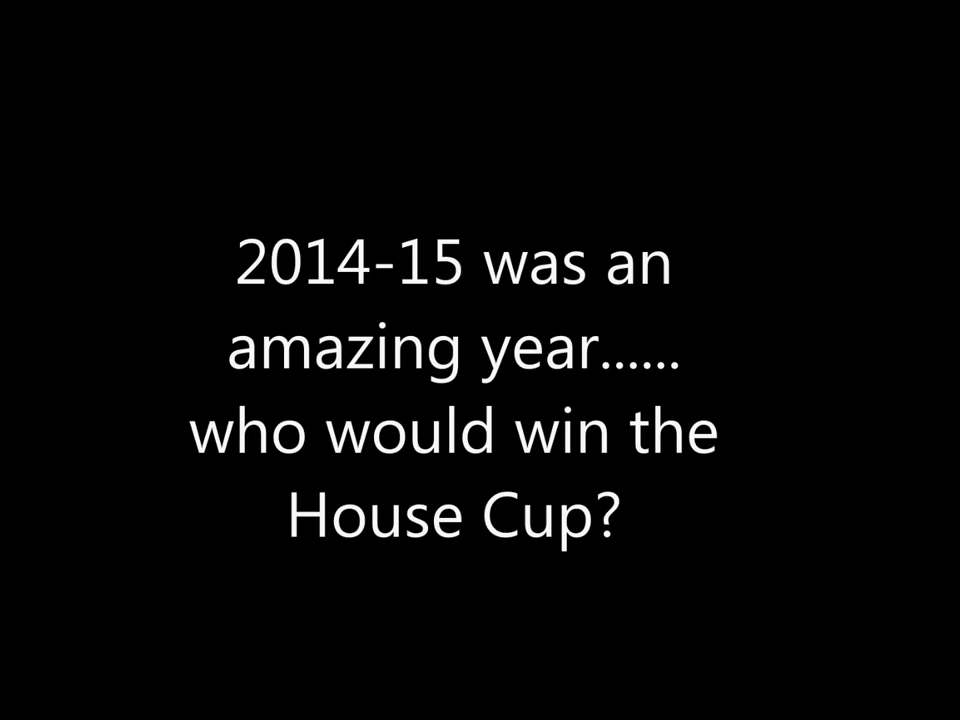 2014-15 was an
amazing year......
who would win the
House Cup?